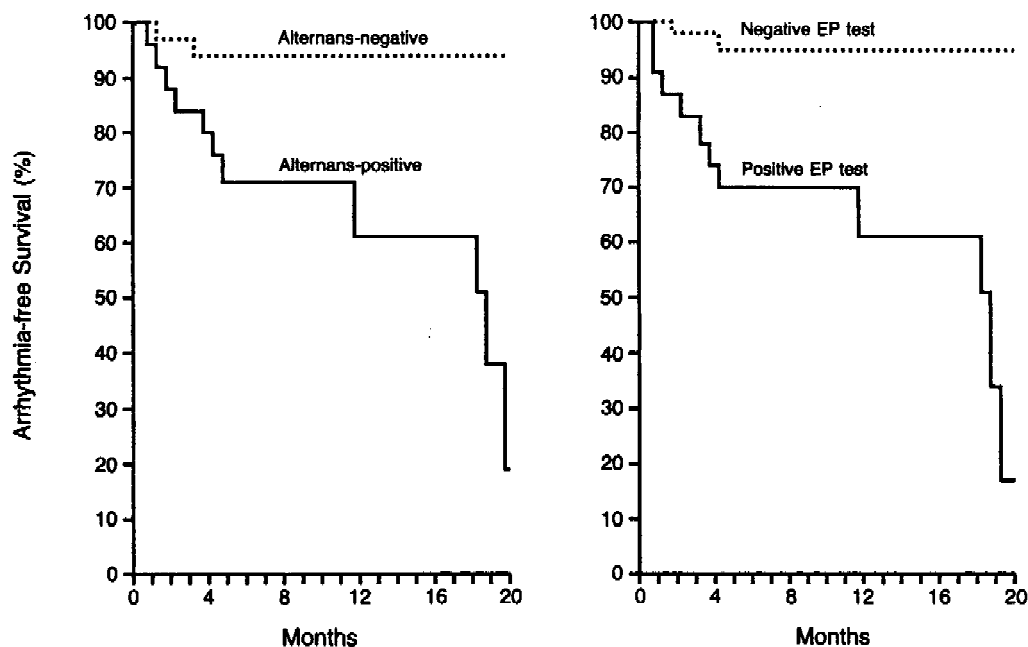 Arrhythmia-free Survival (%)
100
90
80
70
60
50
40
30
20
10
0
Alternans-negative
Alternans-positive
0 4 8 12 16 20
Months
100
90
80
70
60
50
40
30
20
10
0
Negative EP test
Positive EP test
0 4 8 12 16 20
Months